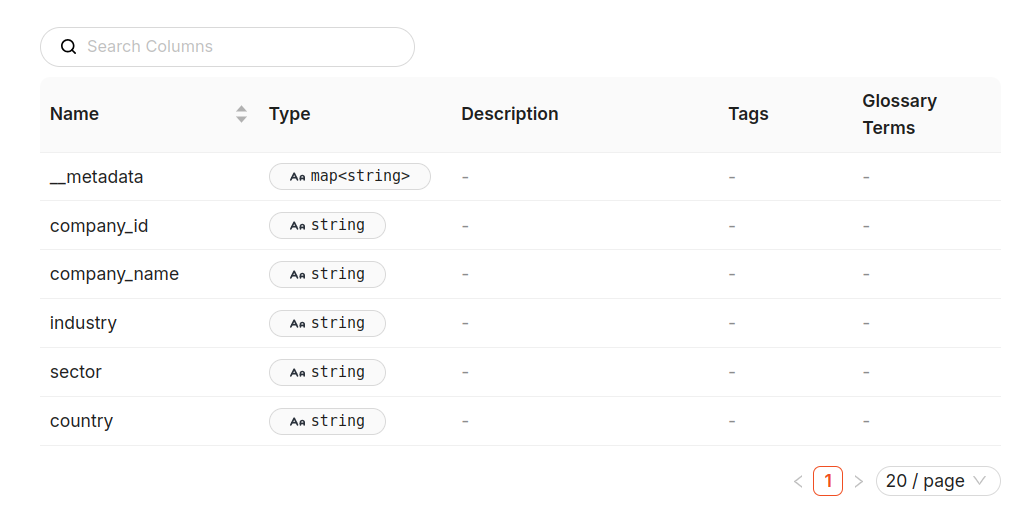 Search Columns
Name Type Description Tags Glossary Terms
__metadata Aa map<string> - - -
company_id Aa string - - -
company_name Aa string - - -
industry Aa string - - -
sector Aa string - - -
country Aa string - - -
< 1 > 20 / page